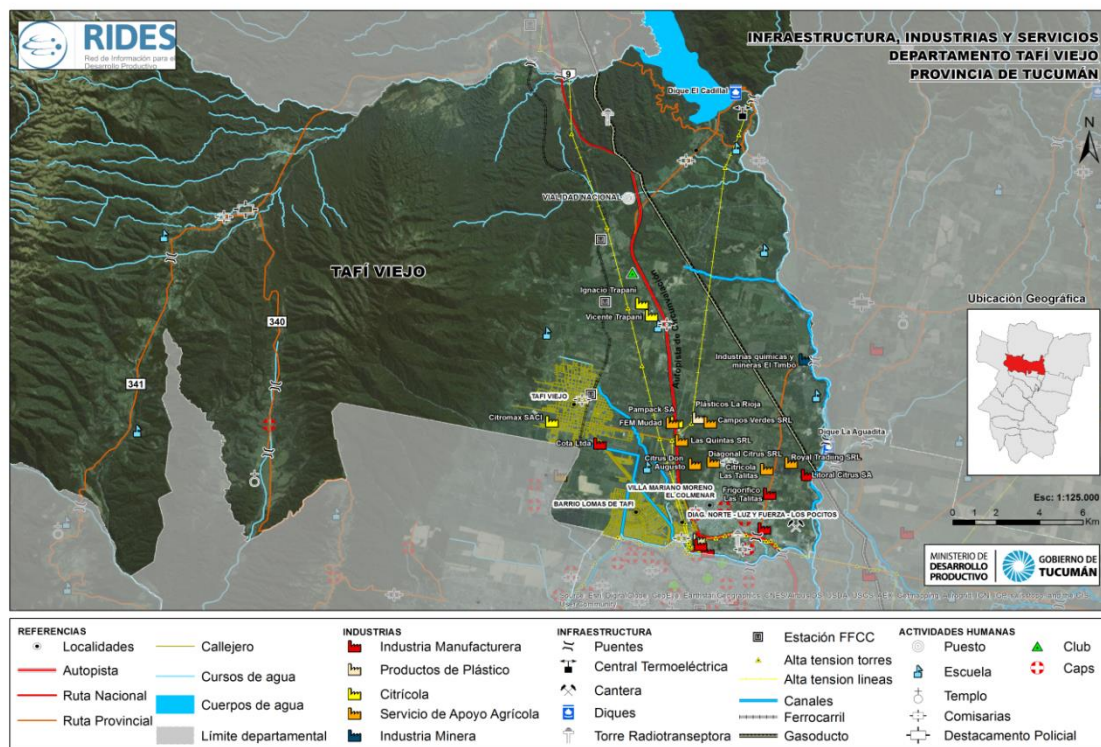 RIDES
Red de Información para el
Desarrollo Productivo
INFRAESTRUCTURA, INDUSTRIAS Y SERVICIOS
DEPARTAMENTO TAFÍ VIEJO
PROVINCIA DE TUCUMÁN
9
Dique El Cadillal
N
VIALIDAD NACIONAL
TAFÍ VIEJO
Ignacio Trapani
Vicente Trapani
Autopista de Circunvalación
Ubicación Geográfica
340
341
Industrias químicas y
mineras El Timbó
TAFI VIEJO
Citromax SACI
Pampack SA
Plásticos La Rioja
FEM Mudad
Campos Verdes SRL
Cota Ltda
Las Quintas SRL
Dique La Aguadita
Citrus Don
Augusto
Diagonal Citrus SRL
Royal Trading SRL
Citrícola
Las Talitas
Litoral Citrus SA
VILLA MARIANO MORENO
EL COLMENAR
Frigorífico
Las Talitas
BARRIO LOMAS DE TAFI
DIAG. NORTE - LUZ Y FUERZA - LOS POCITOS
Esc: 1:125.000
0 1 2 4 6
Km
MINISTERIO DE
DESARROLLO
PRODUCTIVO
GOBIERNO DE
TUCUMÁN
User Community
REFERENCIAS
Localidades
Autopista
Ruta Nacional
Ruta Provincial
Callejero
Cursos de agua
Cuerpos de agua
Límite departamental
INDUSTRIAS
Industria Manufacturera
Productos de Plástico
Citrícola
Servicio de Apoyo Agrícola
Industria Minera
INFRAESTRUCTURA
Puentes
Central Termoeléctrica
Cantera
Diques
Torre Radiotranseptora
Estación FFCC
Alta tension torres
Alta tension lineas
Canales
Ferrocarril
Gasoducto
ACTIVIDADES HUMANAS
Puesto
Escuela
Templo
Comisarias
Destacamento Policial
Club
Caps